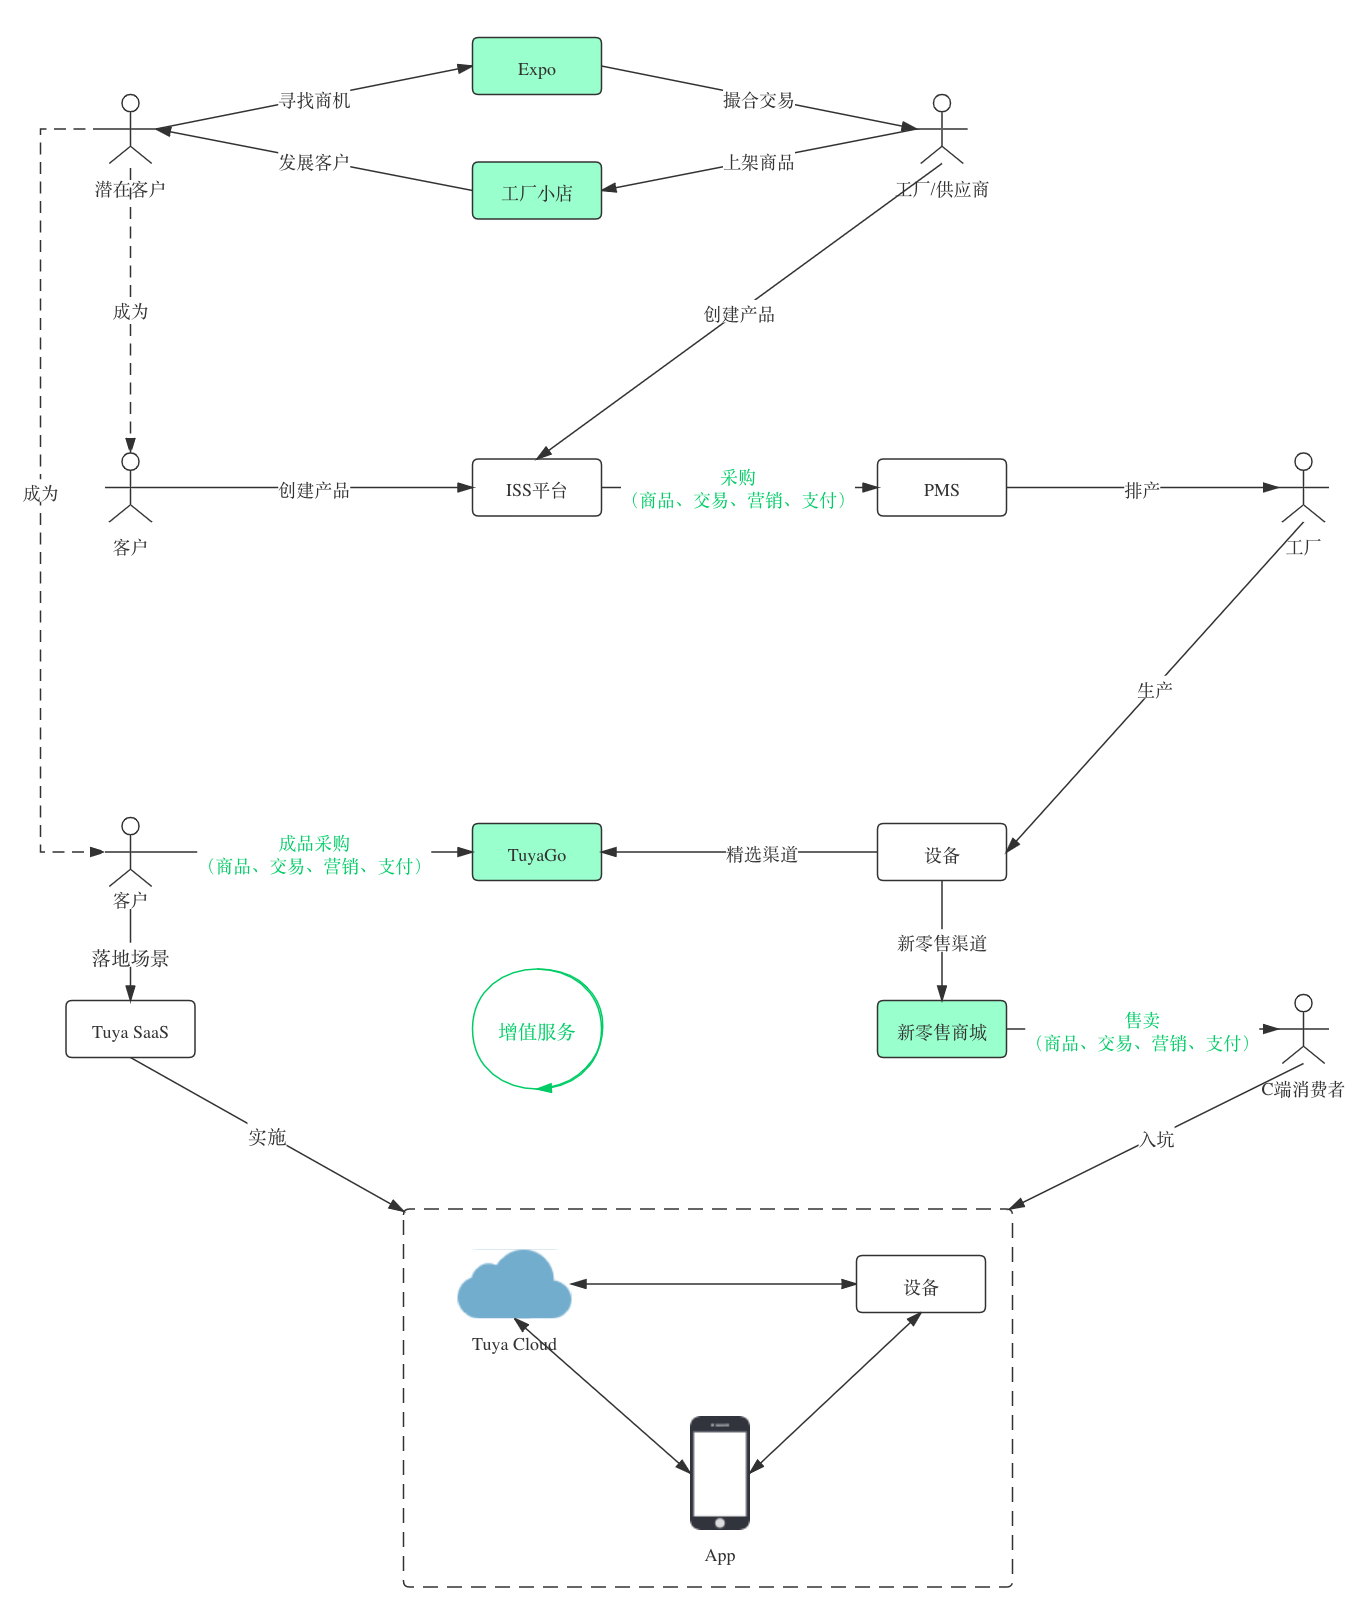 Expo
寻找商机
撮合交易
发展客户
上架商品
工厂小店
潜在客户
工厂/供应商
成为
创建产品
成为
创建产品
ISS平台
采购
（商品、交易、营销、支付）
PMS
排产
客户
工厂
生产
成品采购
（商品、交易、营销、支付）
TuyaGo
精选渠道
设备
客户
落地场景
新零售渠道
Tuya SaaS
增值服务
新零售商城
售卖
（商品、交易、营销、支付）
C端消费者
实施
入坑
设备
Tuya Cloud
App